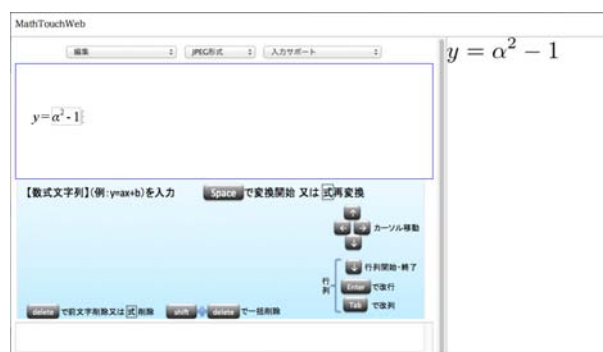 MathTouchWeb
編集 JPEG形式 入力サポート
y = α² − 1
y=α²-1
【数式文字列】(例:y=ax+b)を入力 Space で変換開始 又は 式再変換
↑
← → カーソル移動
↓
行列
↓ 行列開始・終了
Enter で改行
Tab で改列
delete で前文字削除又は 式 削除 shift delete で一括削除